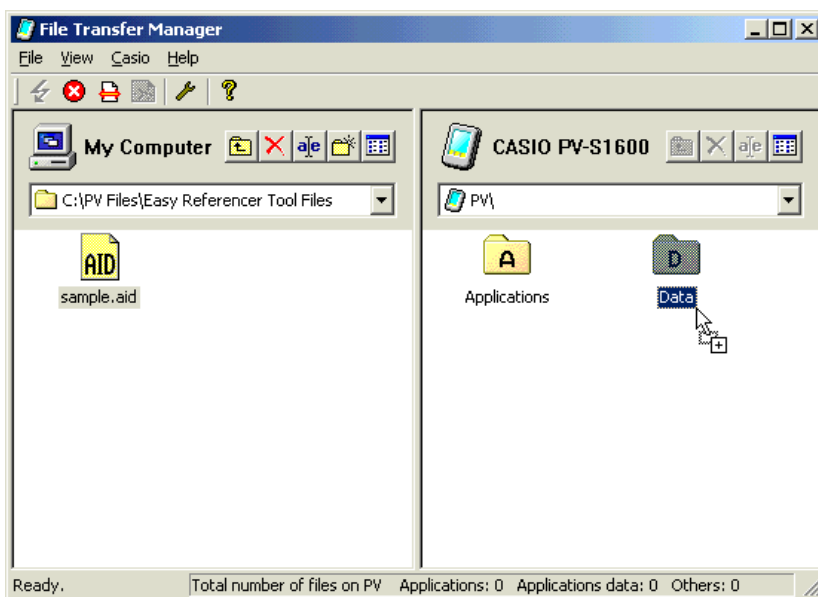 File Transfer Manager
File View Casio Help
My Computer
aIe
CASIO PV-S1600
aIe
C:\PV Files\Easy Referencer Tool Files
PV\
AID
sample.aid
A
Applications
D
Data
Ready.
Total number of files on PV Applications: 0 Applications data: 0 Others: 0